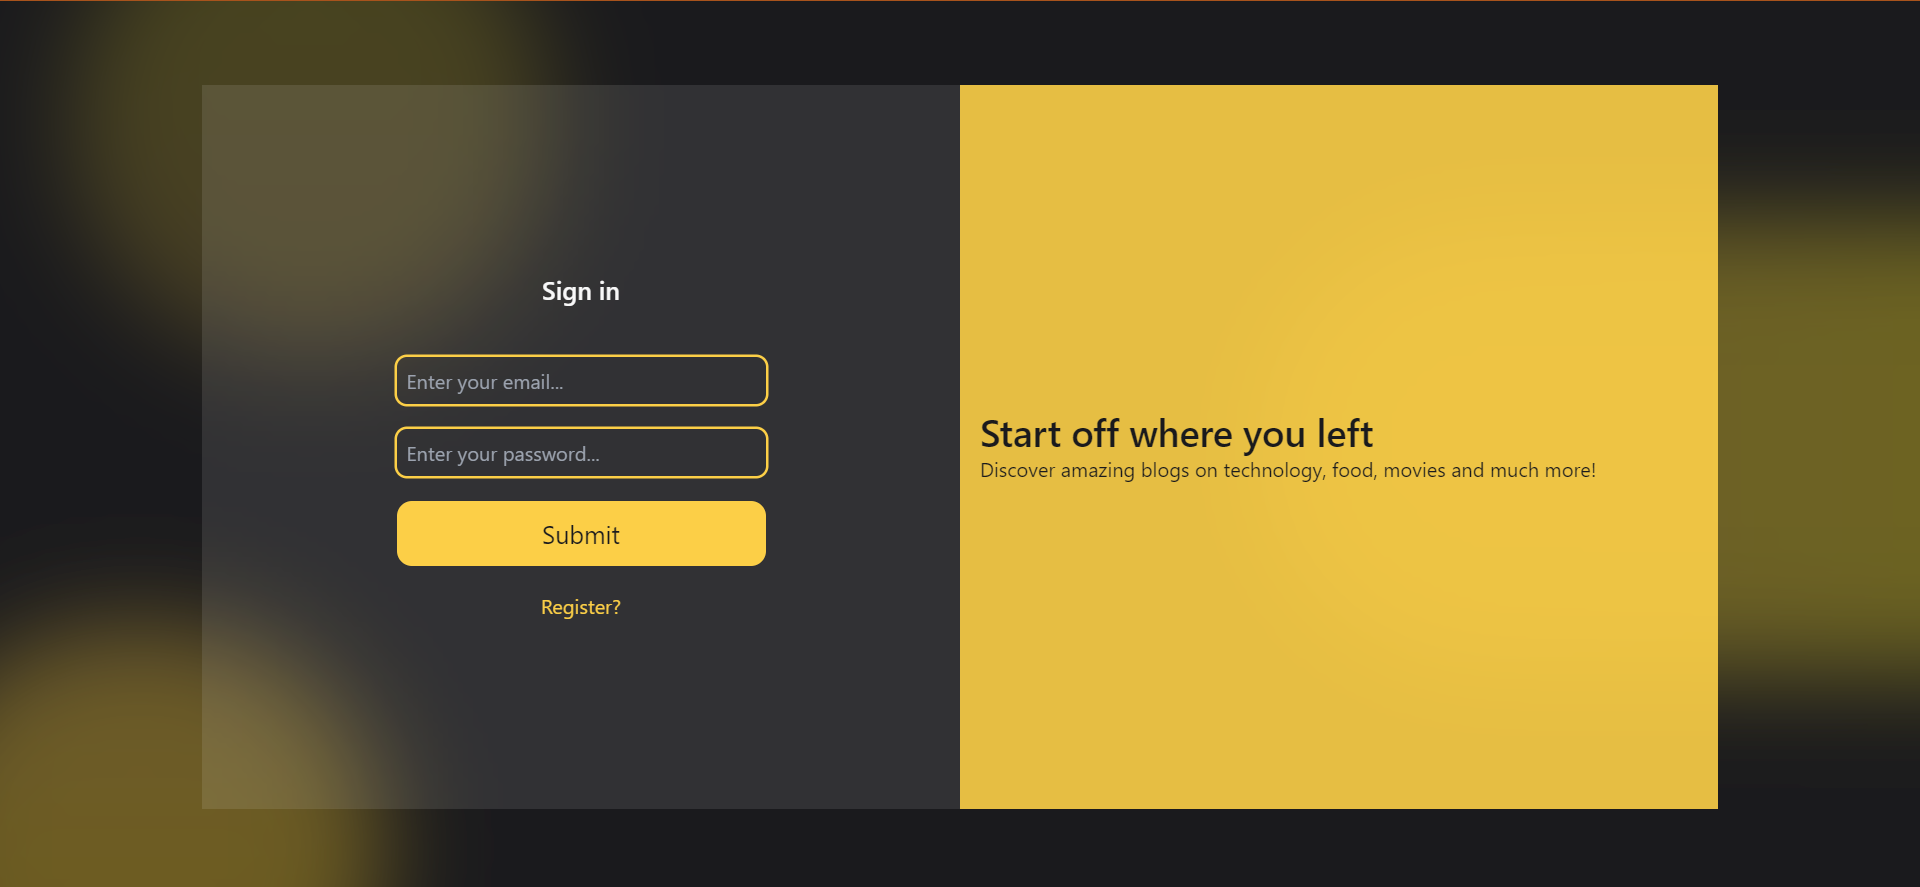 Sign in
Enter your email...
Enter your password...
Submit
Register?
Start off where you left
Discover amazing blogs on technology, food, movies and much more!